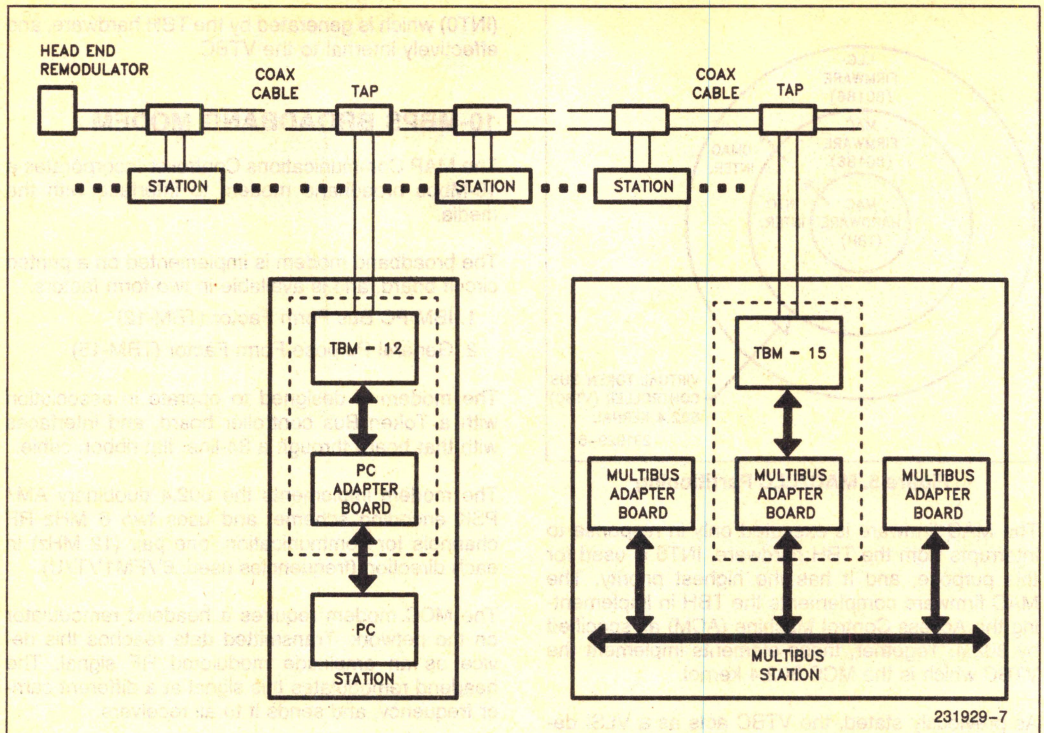 HEAD END
REMODULATOR
COAX
CABLE
TAP
COAX
CABLE
TAP
STATION
STATION
STATION
TBM - 12
TBM - 15
PC
ADAPTER
BOARD
MULTIBUS
ADAPTER
BOARD
MULTIBUS
ADAPTER
BOARD
MULTIBUS
ADAPTER
BOARD
PC
STATION
MULTIBUS
STATION
231929-7